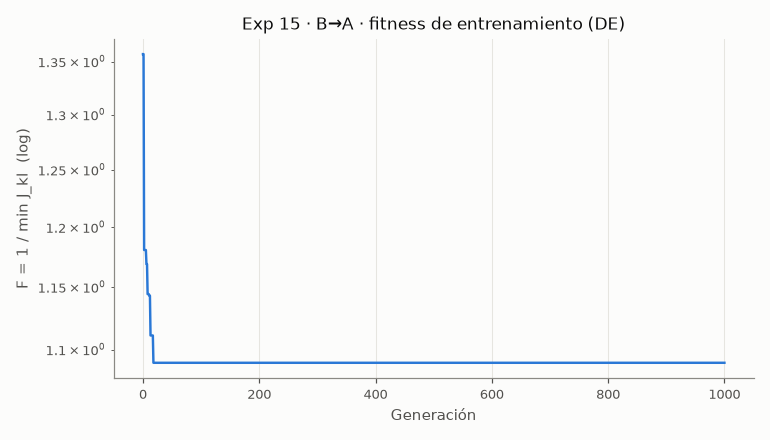 Exp 15 · B→A · fitness de entrenamiento (DE)
F = 1 / min J_kl  (log)
1.35 × 10⁰
1.3 × 10⁰
1.25 × 10⁰
1.2 × 10⁰
1.15 × 10⁰
1.1 × 10⁰
0 200 400 600 800 1000
Generación